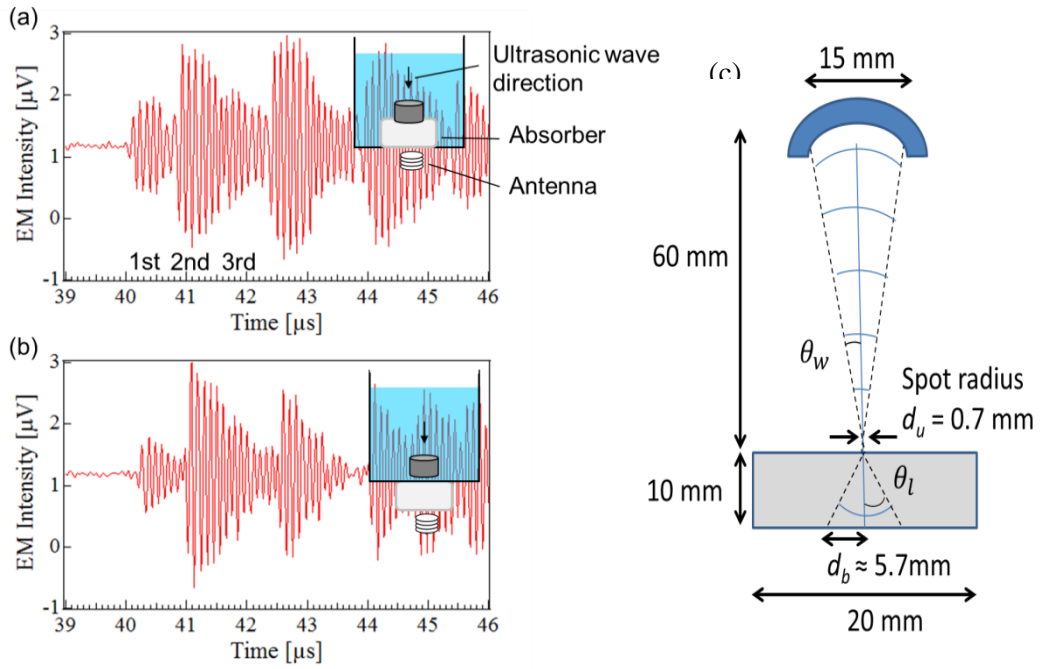 (a)
3
2
1
0
-1
EM Intensity [µV]
1st 2nd 3rd
39 40 41 42 43 44 45 46
Time [µs]
Ultrasonic wave
direction
Absorber
Antenna
(b)
3
2
1
0
-1
EM Intensity [µV]
39 40 41 42 43 44 45 46
Time [µs]
(c)
15 mm
60 mm
θw
Spot radius
du = 0.7 mm
10 mm
θl
db ≈ 5.7mm
20 mm